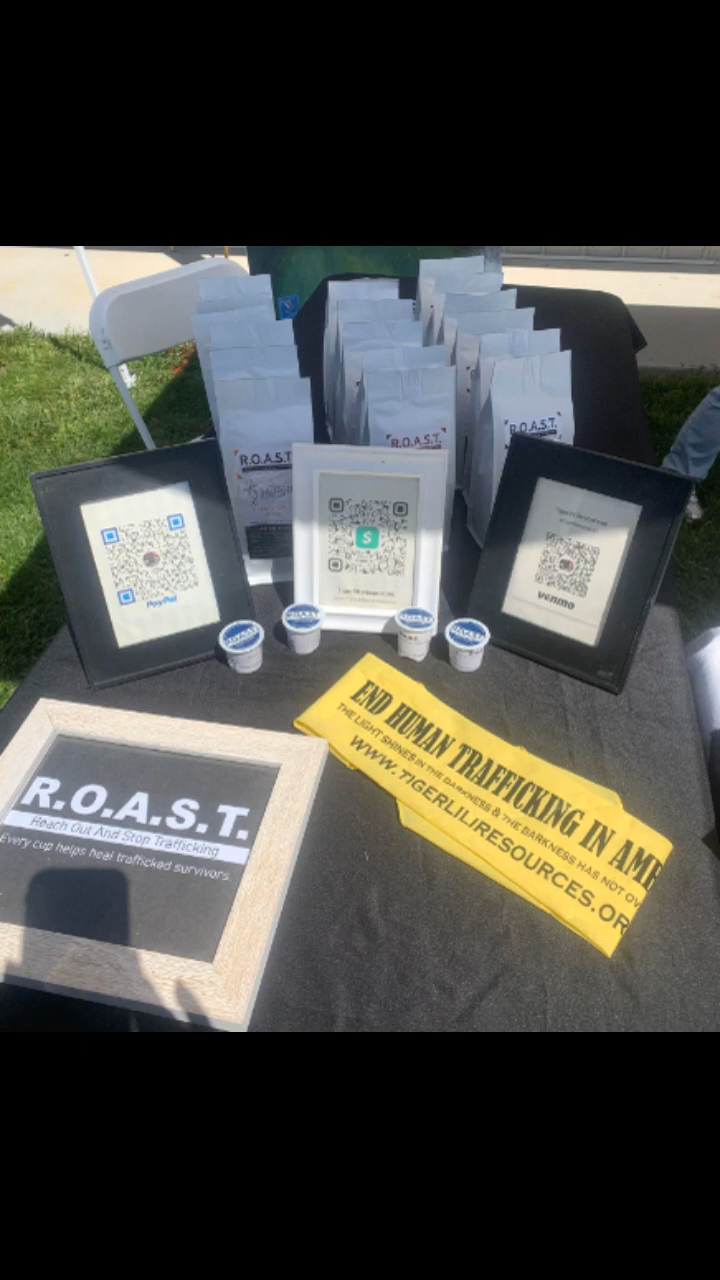 R.O.A.S.T.
R.O.A.S.T.
R.O.A.S.T.
PayPal
S
venmo
R.O.A.S.T.
R.O.A.S.T.
R.O.A.S.T.
R.O.A.S.T.
Reach Out And Stop Trafficking
Every cup helps heal trafficked survivors.
END HUMAN TRAFFICKING IN AME
THE LIGHT SHINES IN THE DARKNESS & THE DARKNESS HAS NOT OV
WWW.TIGERLILIRESOURCES.OR